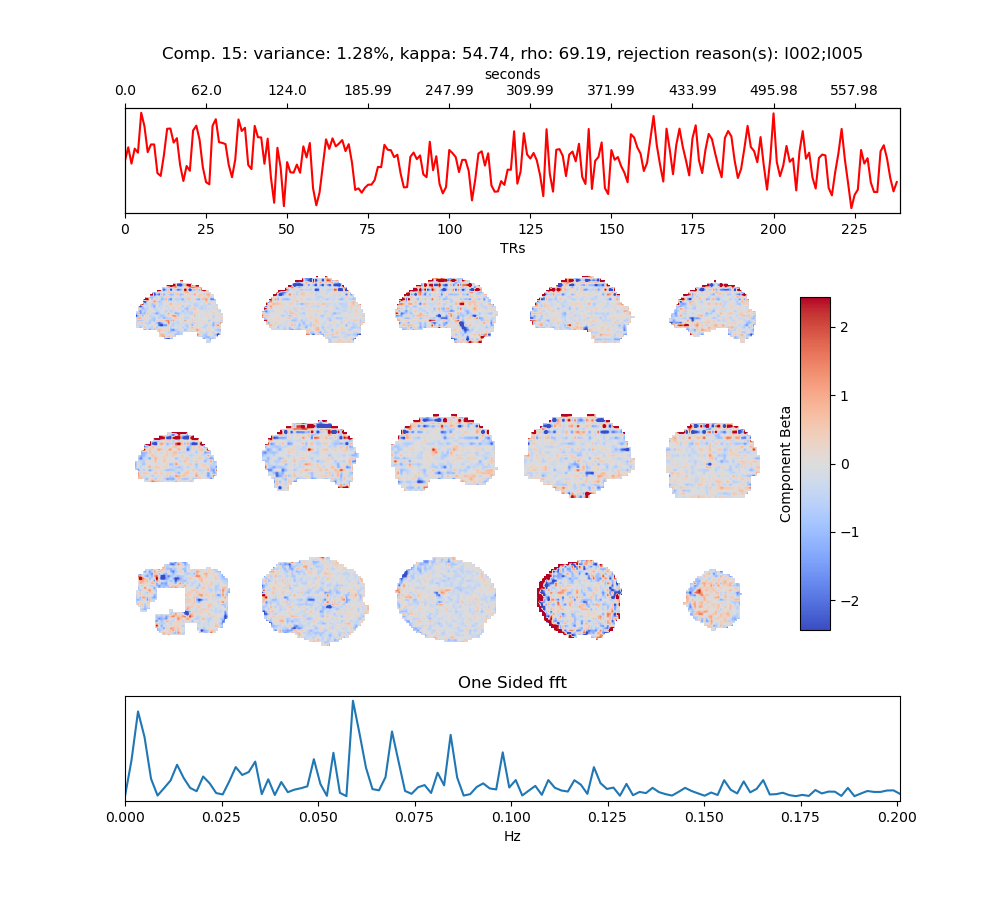 Comp. 15: variance: 1.28%, kappa: 54.74, rho: 69.19, rejection reason(s): I002;I005
seconds
0.0 62.0 124.0 185.99 247.99 309.99 371.99 433.99 495.98 557.98
0 25 50 75 100 125 150 175 200 225
TRs
2
1
0
−1
−2
Component Beta
One Sided fft
0.000 0.025 0.050 0.075 0.100 0.125 0.150 0.175 0.200
Hz